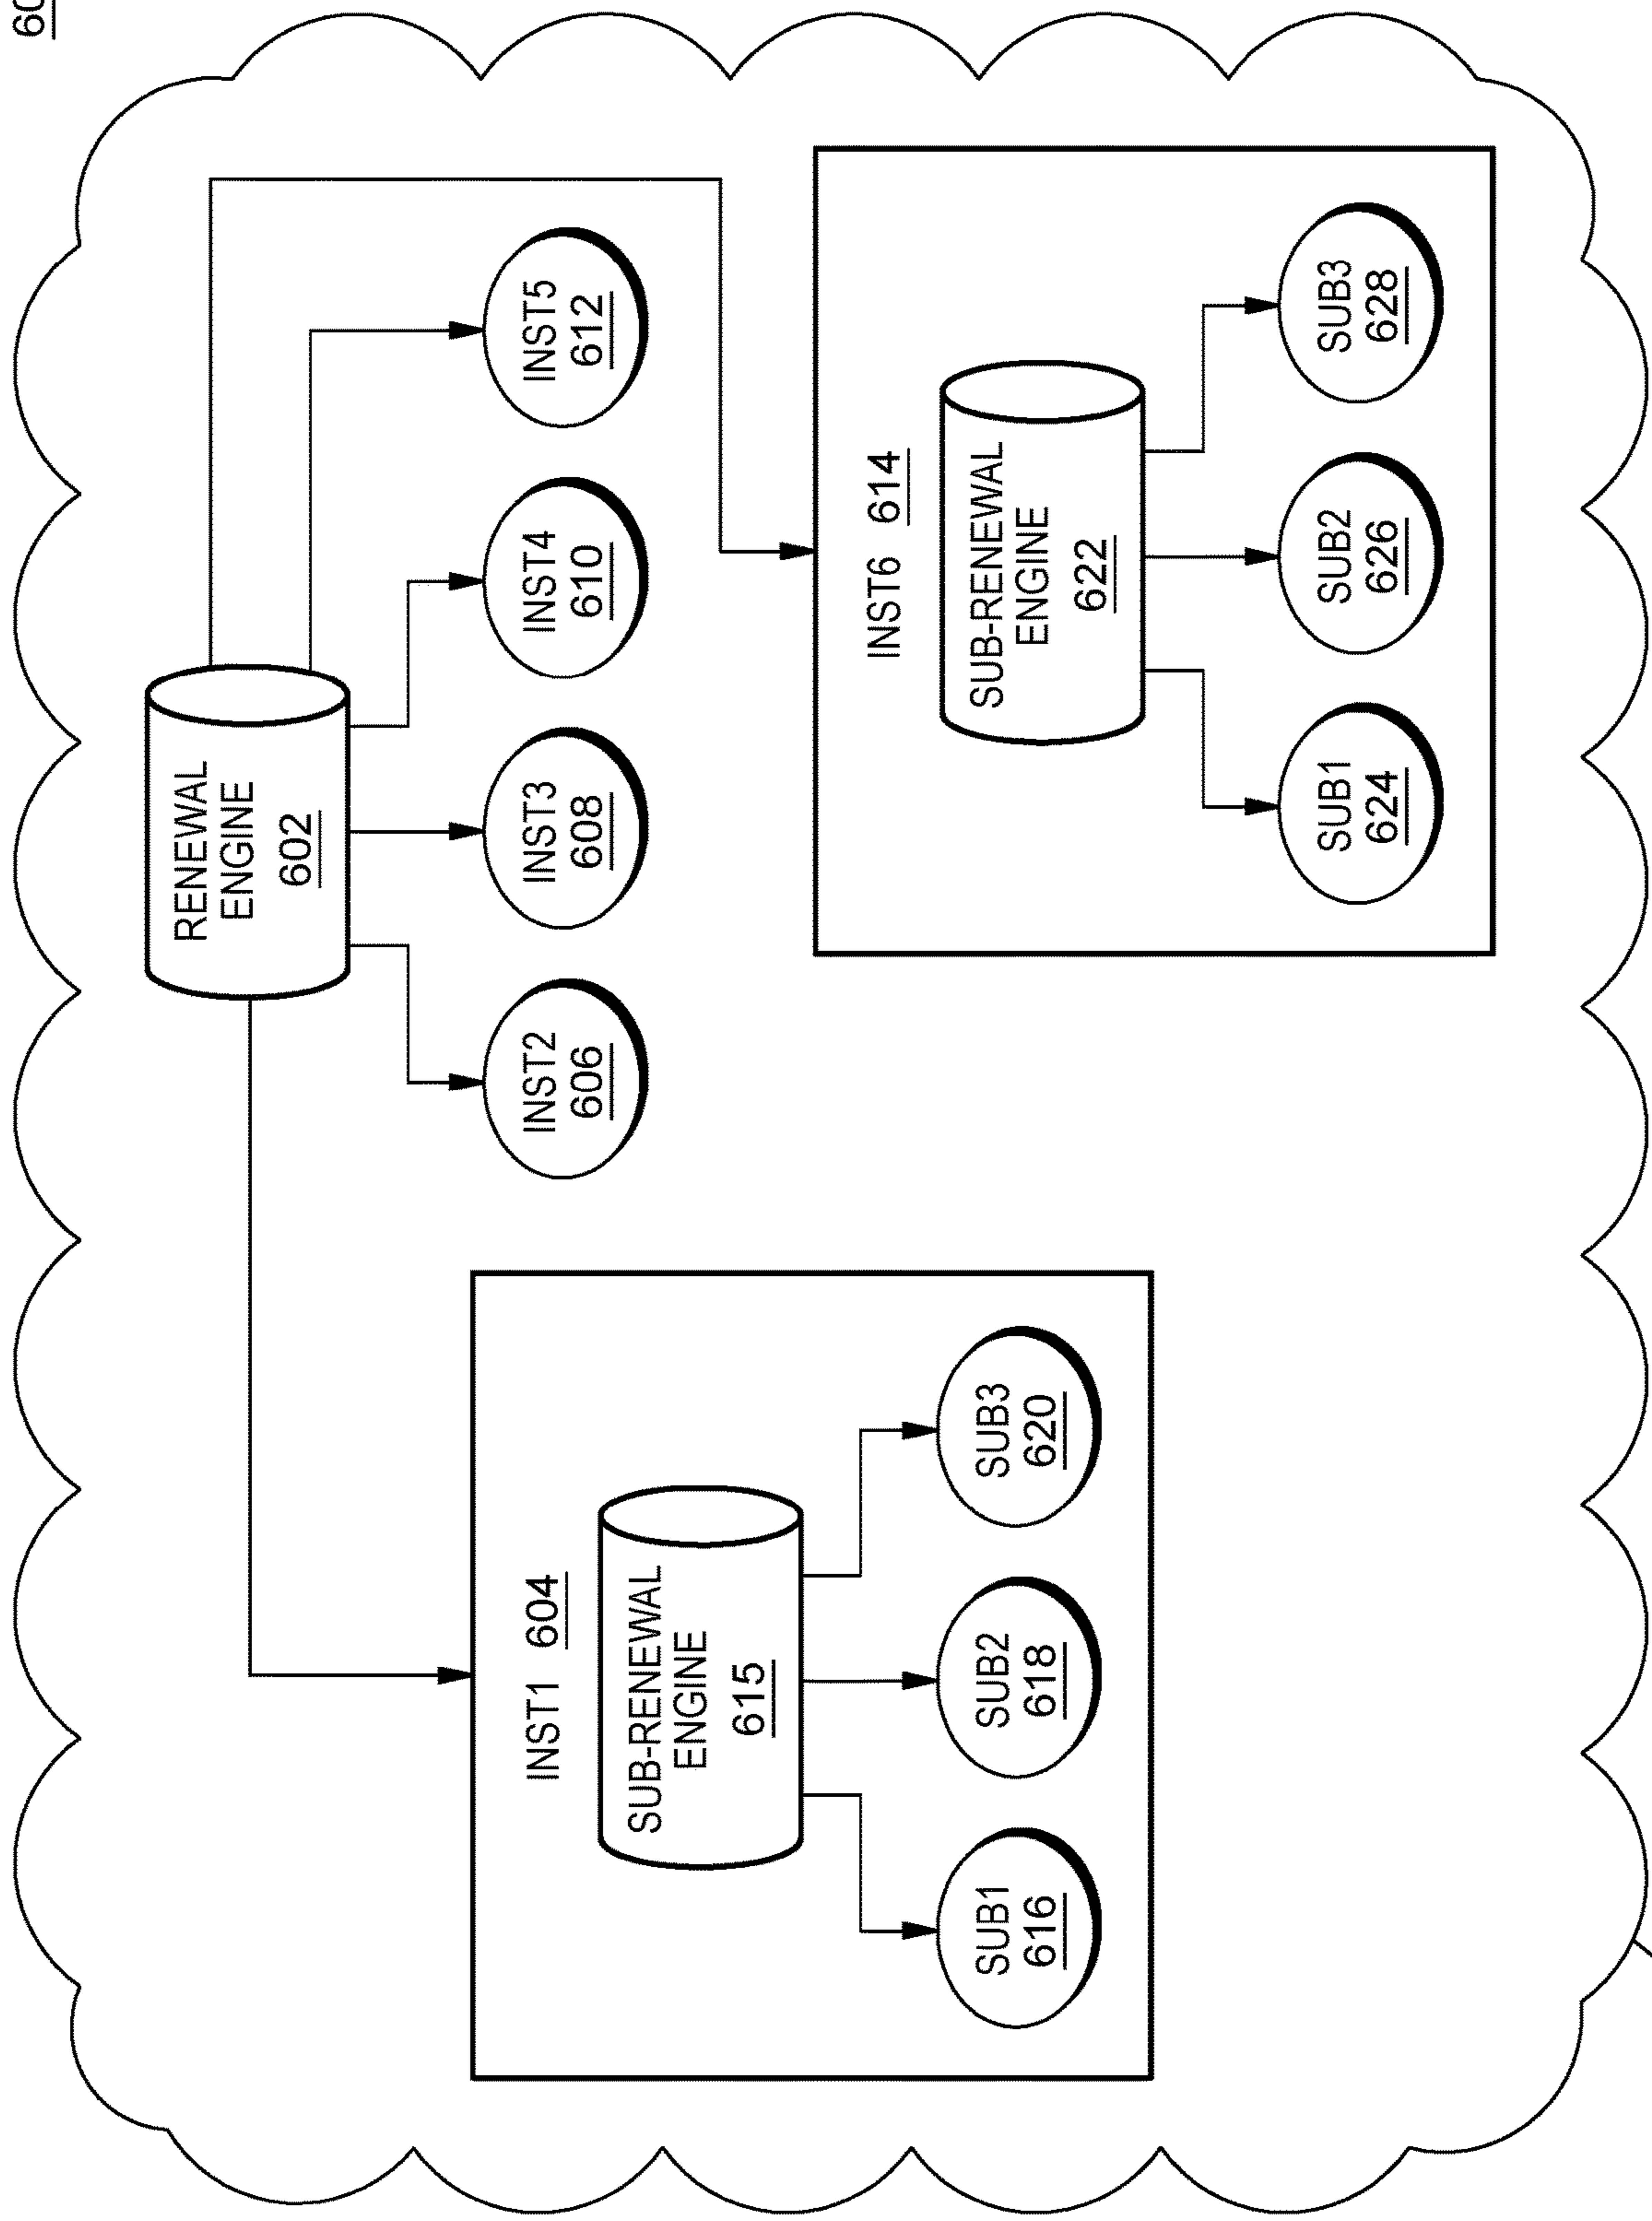 RENEWAL
ENGINE
602
INST1 604
SUB-RENEWAL
ENGINE
615
SUB1
616
SUB2
618
SUB3
620
INST2
606
INST3
608
INST4
610
INST5
612
INST6 614
SUB-RENEWAL
ENGINE
622
SUB1
624
SUB2
626
SUB3
628